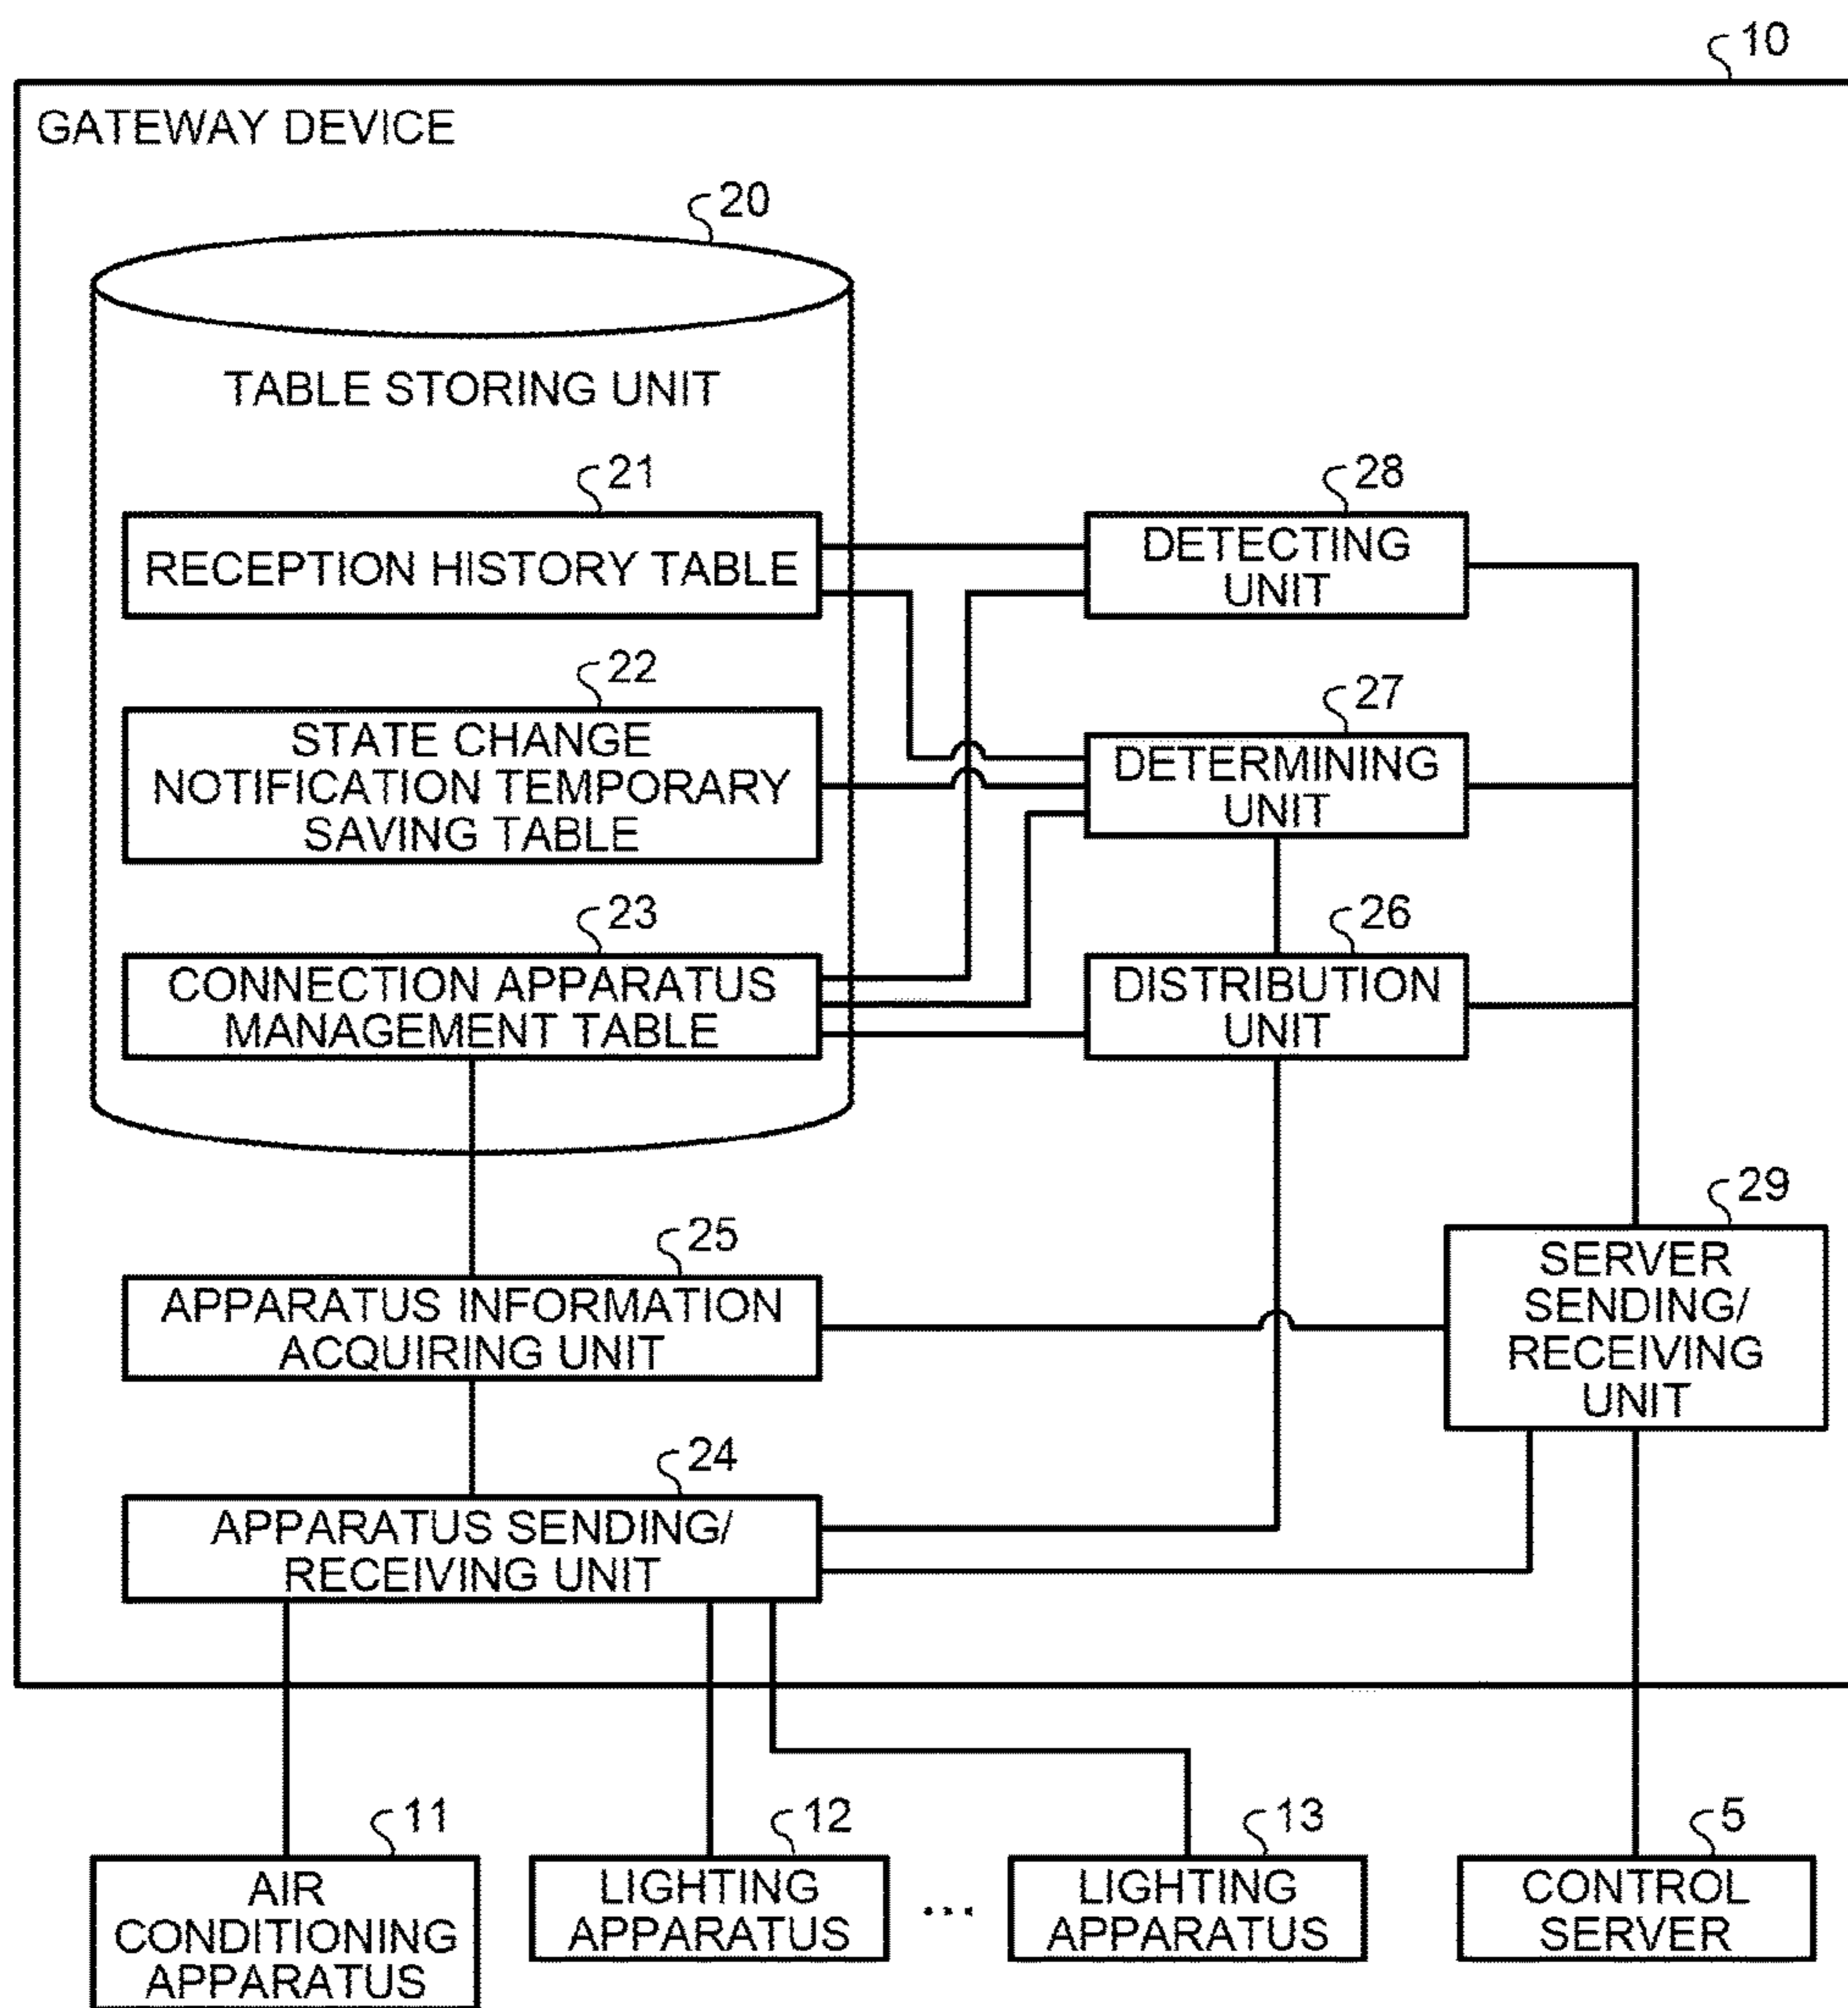 10
GATEWAY DEVICE
20
TABLE STORING UNIT
21
RECEPTION HISTORY TABLE
28
DETECTING
UNIT
22
STATE CHANGE
NOTIFICATION TEMPORARY
SAVING TABLE
27
DETERMINING
UNIT
23
CONNECTION APPARATUS
MANAGEMENT TABLE
26
DISTRIBUTION
UNIT
25
APPARATUS INFORMATION
ACQUIRING UNIT
29
SERVER
SENDING/
RECEIVING
UNIT
24
APPARATUS SENDING/
RECEIVING UNIT
11
AIR
CONDITIONING
APPARATUS
12
LIGHTING
APPARATUS
...
13
LIGHTING
APPARATUS
5
CONTROL
SERVER